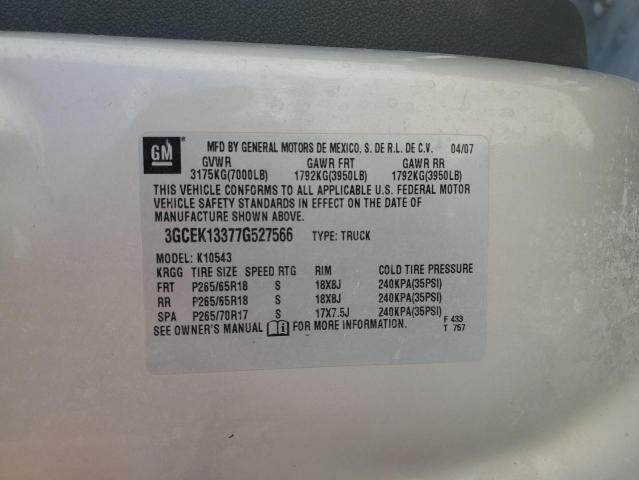 GM ® MFD BY GENERAL MOTORS DE MEXICO, S. DE R.L. DE C.V. 04/07
GVWR GAWR FRT GAWR RR
3175KG(7000LB) 1792KG(3950LB) 1792KG(3950LB)
THIS VEHICLE CONFORMS TO ALL APPLICABLE U.S. FEDERAL MOTOR
VEHICLE SAFETY STANDARDS IN EFFECT ON THE DATE OF
MANUFACTURE SHOWN ABOVE.
3GCEK13377G527566 TYPE: TRUCK
MODEL: K10543
KRGG TIRE SIZE SPEED RTG RIM COLD TIRE PRESSURE
FRT P265/65R18 S 18X8J 240KPA(35PSI)
RR P265/65R18 S 18X8J 240KPA(35PSI)
SPA P265/70R17 S 17X7.5J 240KPA(35PSI)
SEE OWNER'S MANUAL FOR MORE INFORMATION. F 433
T 757